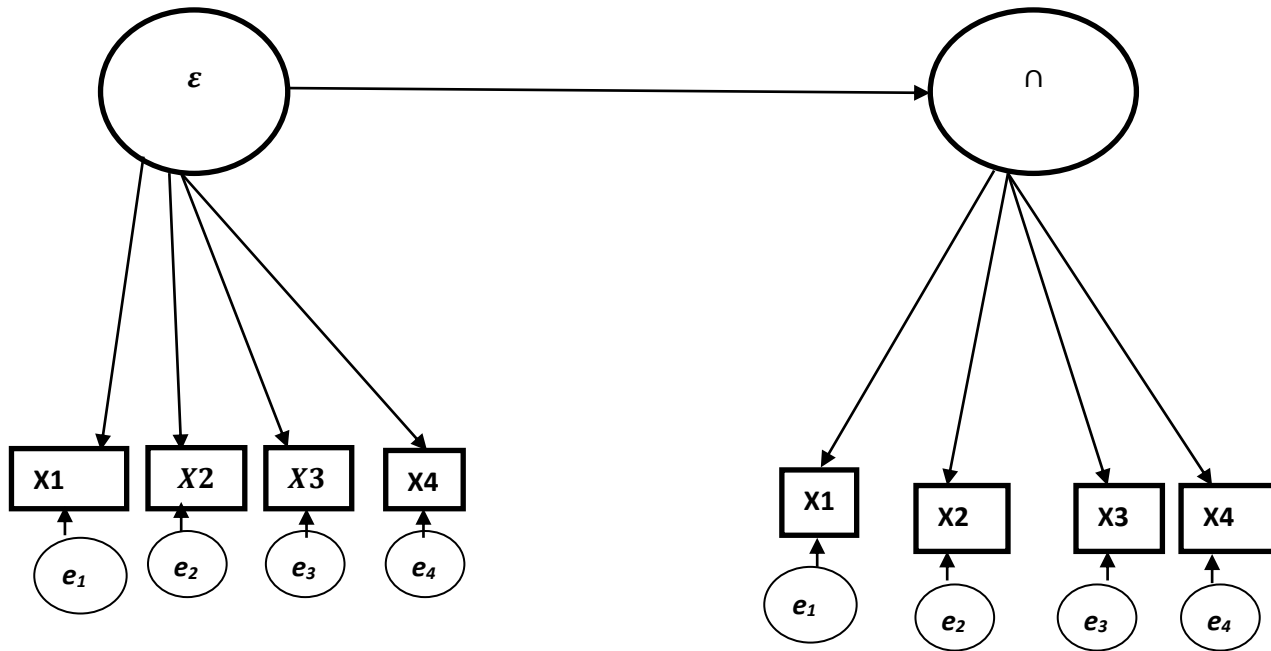 ε ∩
X1 X2 X3 X4 X1 X2 X3 X4
e₁ e₂ e₃ e₄ e₁ e₂ e₃ e₄